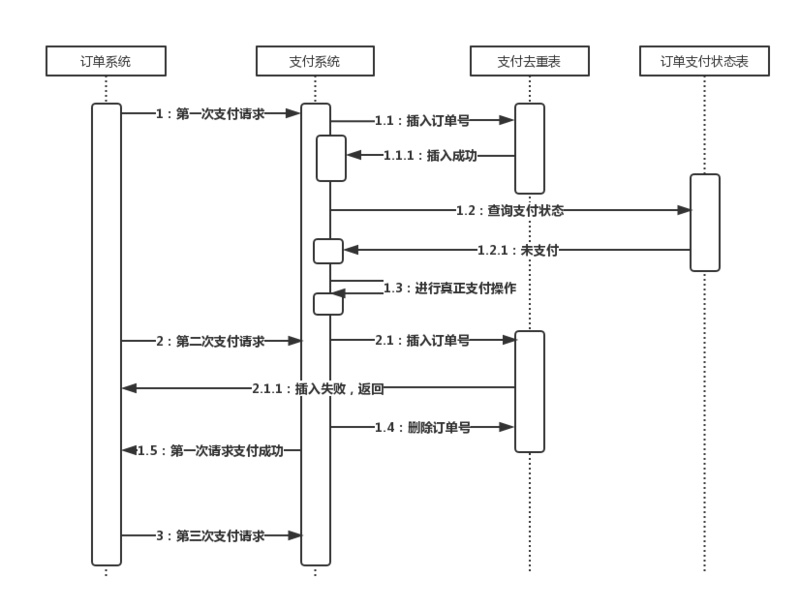 订单系统
支付系统
支付去重表
订单支付状态表
1：第一次支付请求
1.1：插入订单号
1.1.1：插入成功
1.2：查询支付状态
1.2.1：未支付
1.3：进行真正支付操作
2：第二次支付请求
2.1：插入订单号
2.1.1：插入失败，返回
1.4：删除订单号
1.5：第一次请求支付成功
3：第三次支付请求